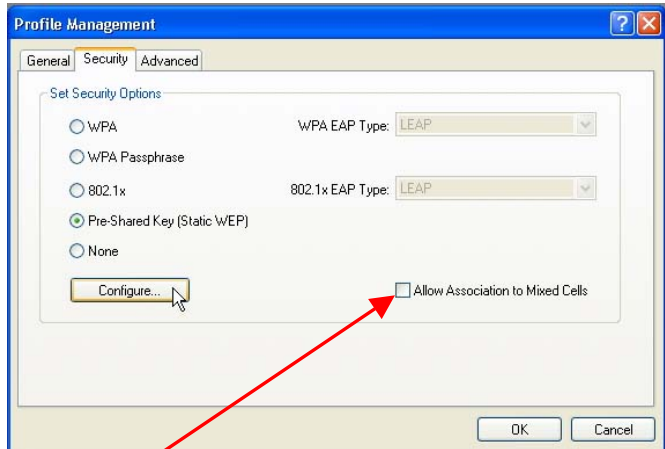 Profile Management
General Security Advanced
Set Security Options
WPA WPA EAP Type: LEAP
WPA Passphrase
802.1x 802.1x EAP Type: LEAP
Pre-Shared Key (Static WEP)
None
Configure... Allow Association to Mixed Cells
OK Cancel